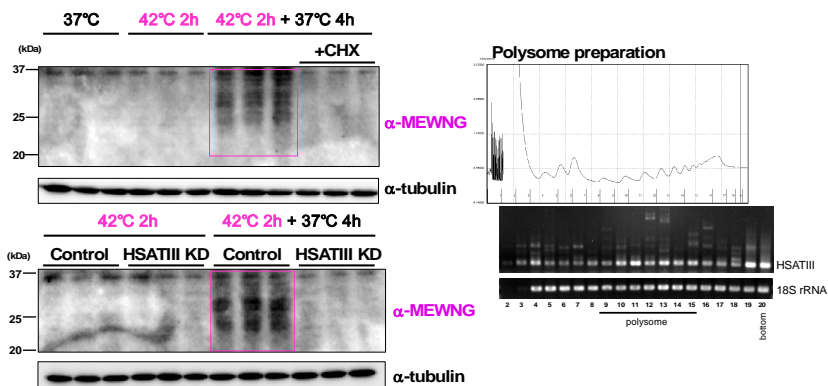 37℃ 42℃ 2h 42℃ 2h + 37℃ 4h
+CHX
(kDa)
37
25
20
α-MEWNG
α-tubulin
42℃ 2h 42℃ 2h + 37℃ 4h
Control HSATIII KD Control HSATIII KD
(kDa)
37
25
20
α-MEWNG
α-tubulin
Polysome preparation
HSATIII
18S rRNA
2 3 4 5 6 7 8 9 10 11 12 13 14 15 16 17 18 19 20
polysome
bottom